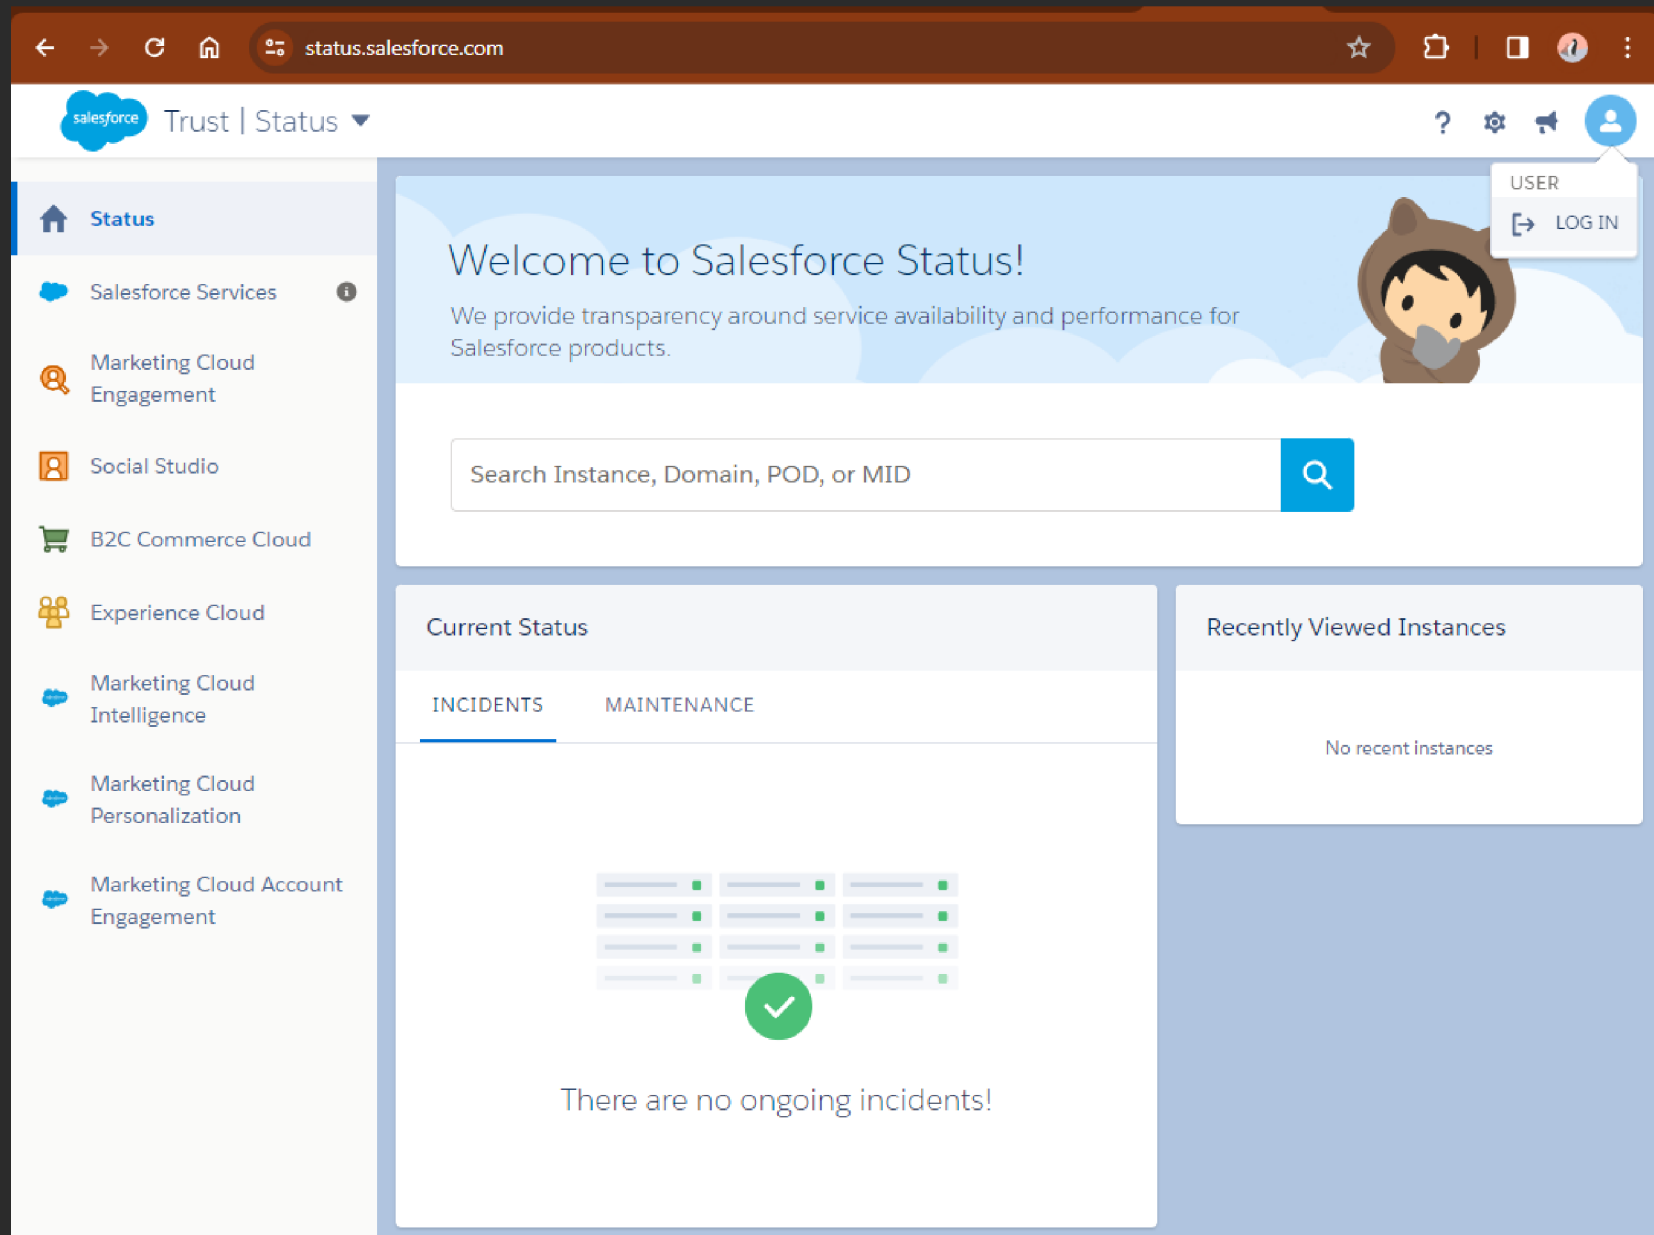 status.salesforce.com
salesforce
Trust | Status
USER
LOG IN
Status
Salesforce Services
Marketing Cloud
Engagement
Social Studio
B2C Commerce Cloud
Experience Cloud
Marketing Cloud
Intelligence
Marketing Cloud
Personalization
Marketing Cloud Account
Engagement
Welcome to Salesforce Status!
We provide transparency around service availability and performance for
Salesforce products.
Search Instance, Domain, POD, or MID
Current Status
INCIDENTS MAINTENANCE
There are no ongoing incidents!
Recently Viewed Instances
No recent instances